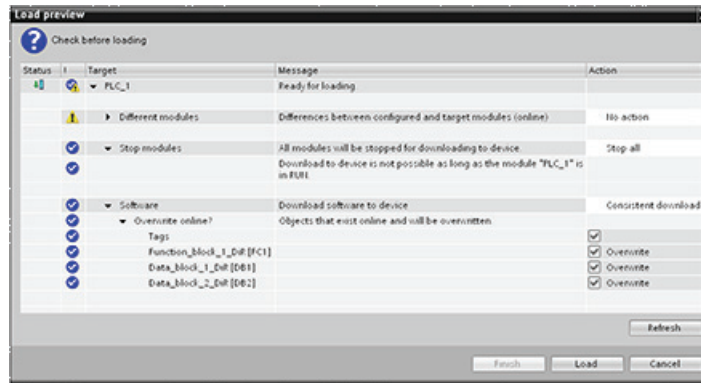 Load preview
?
Check before loading
Status ! Target Message Action
PLC_1 Ready for loading.
Different modules Differences between configured and target modules (online) No action
Stop modules All modules will be stopped for downloading to device. Stop all
Download to device is not possible as long as the module "PLC_1" is
in RUN.
Software Download software to device Consistent download
Overwrite online? Objects that exist online and will be overwritten.
Tags
Function_block_1_DiR [FC1] Overwrite
Data_block_1_DiR [DB1] Overwrite
Data_block_2_DiR [DB2] Overwrite
Refresh
Finish Load Cancel